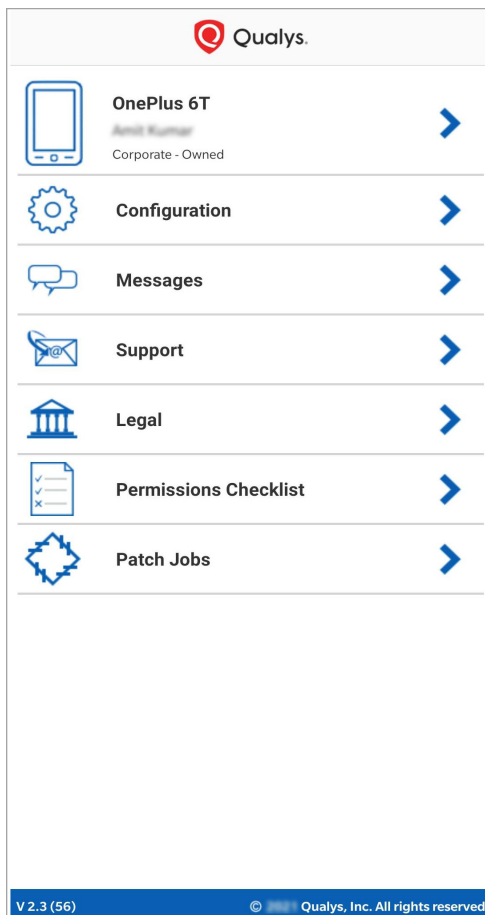 Qualys.
OnePlus 6T
Corporate - Owned
Configuration
Messages
Support
Legal
Permissions Checklist
Patch Jobs
V 2.3 (56)
© Qualys, Inc. All rights reserved